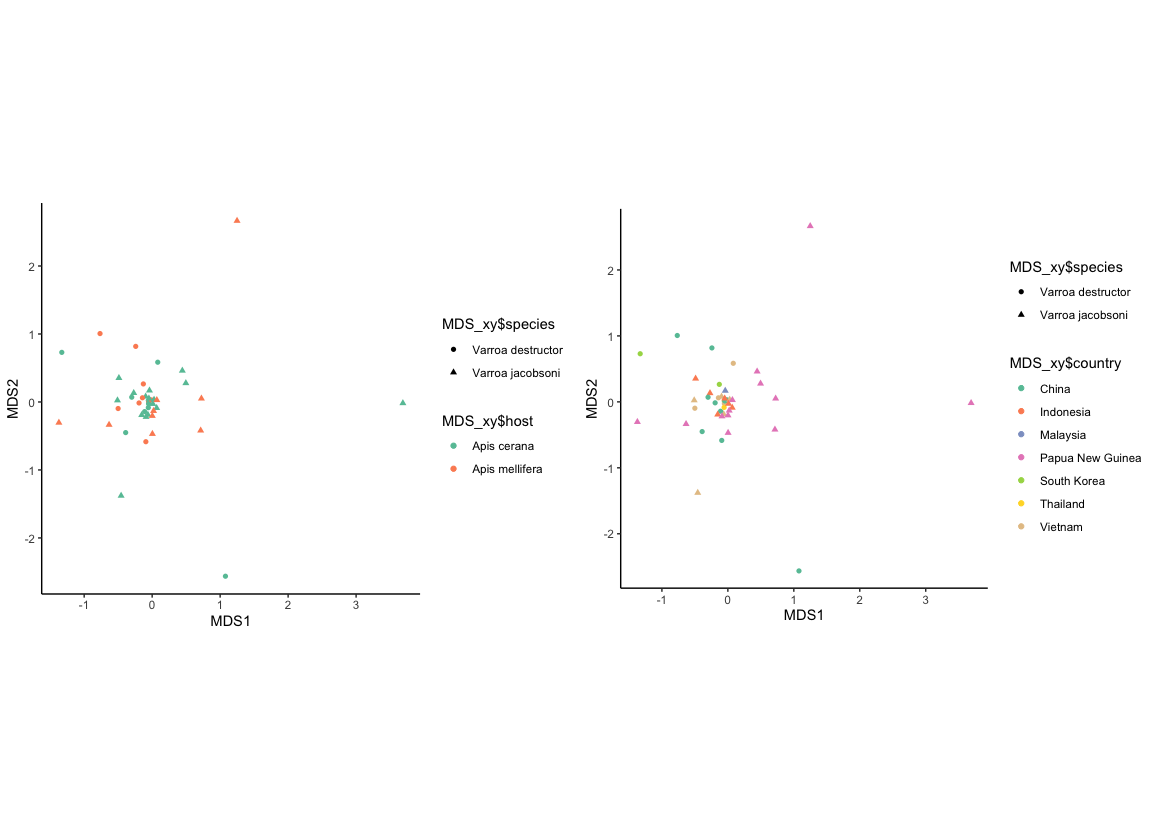 2
1
0
-1
-2
MDS2
-1
0
1
2
3
MDS1
MDS_xy$species
Varroa destructor
Varroa jacobsoni
MDS_xy$host
Apis cerana
Apis mellifera
2
1
0
-1
-2
MDS2
-1
0
1
2
3
MDS1
MDS_xy$species
Varroa destructor
Varroa jacobsoni
MDS_xy$country
China
Indonesia
Malaysia
Papua New Guinea
South Korea
Thailand
Vietnam